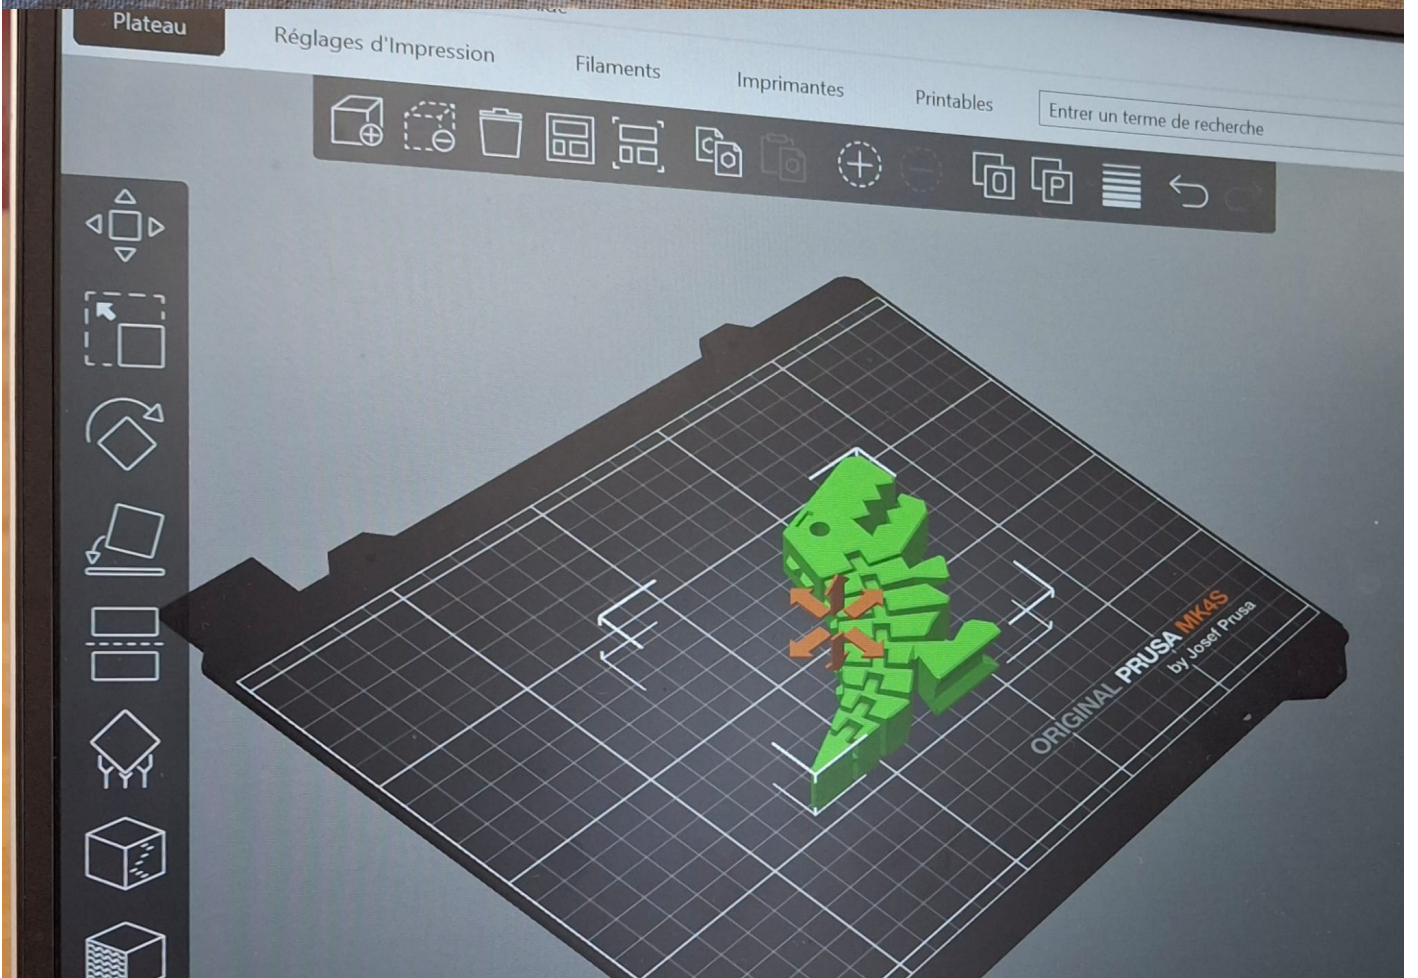 Plateau
Réglages d'Impression
Filaments
Imprimantes
Printables
Entrer un terme de recherche
ORIGINAL PRUSA MK4S
by Josef Prusa